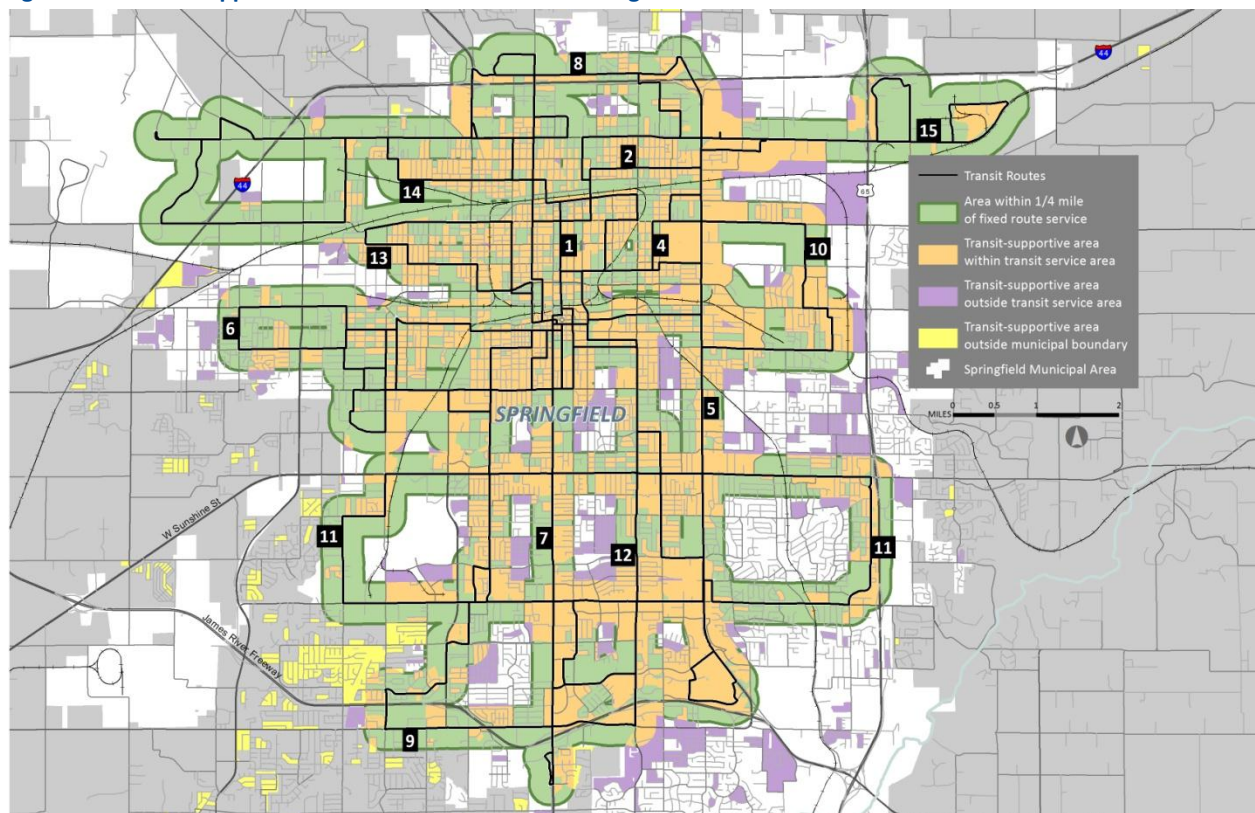 8
44
15
44
2
Transit Routes
Area within 1/4 mile
of fixed route service
Transit-supportive area
within transit service area
Transit-supportive area
outside transit service area
Transit-supportive area
outside municipal boundary
Springfield Municipal Area
14
65
1
4
10
13
6
0 0.5 1 2
MILES
5
SPRINGFIELD
W Sunshine St
11
7
12
11
James River Freeway
9